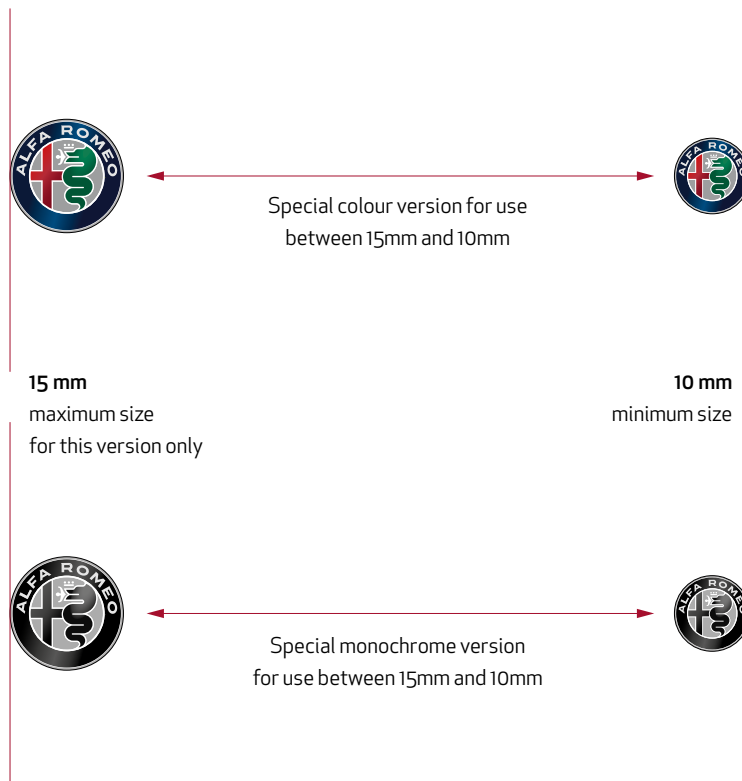 ALFA ROMEO
ALFA ROMEO
Special colour version for use
between 15mm and 10mm
15 mm
maximum size
for this version only
10 mm
minimum size
ALFA ROMEO
ALFA ROMEO
Special monochrome version
for use between 15mm and 10mm